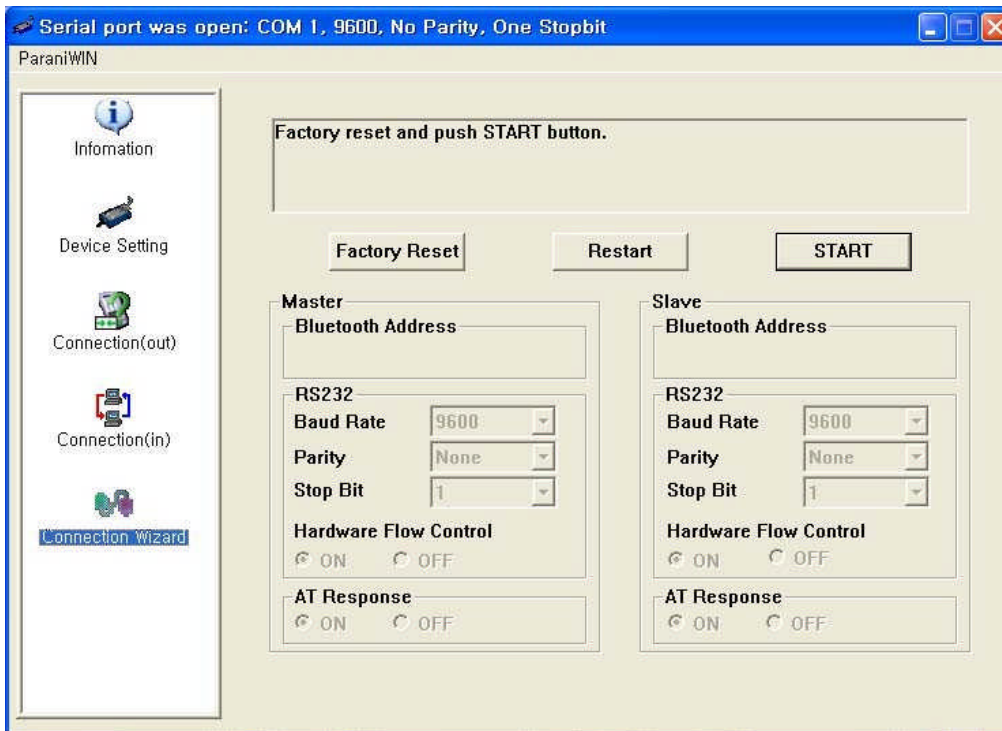 Serial port was open: COM 1, 9600, No Parity, One Stopbit
ParaniWIN
Infomation
Device Setting
Connection(out)
Connection(in)
Connection Wizard
Factory reset and push START button.
Factory Reset
Restart
START
Master
Bluetooth Address
RS232
Baud Rate 9600
Parity None
Stop Bit 1
Hardware Flow Control
ON OFF
AT Response
ON OFF
Slave
Bluetooth Address
RS232
Baud Rate 9600
Parity None
Stop Bit 1
Hardware Flow Control
ON OFF
AT Response
ON OFF